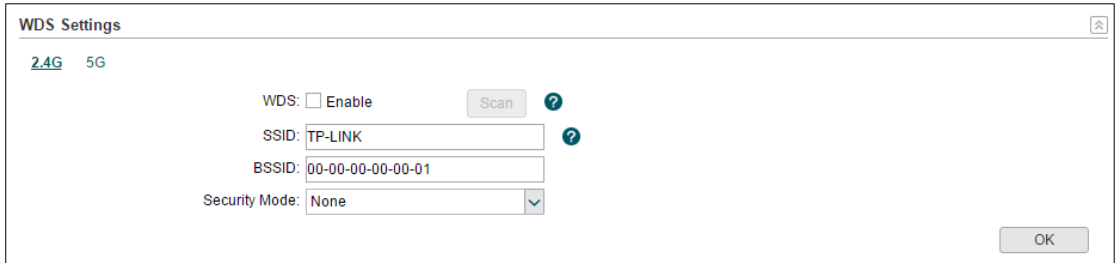 WDS Settings
2.4G 5G
WDS: Enable Scan ?
SSID: TP-LINK ?
BSSID: 00-00-00-00-00-01
Security Mode: None
OK